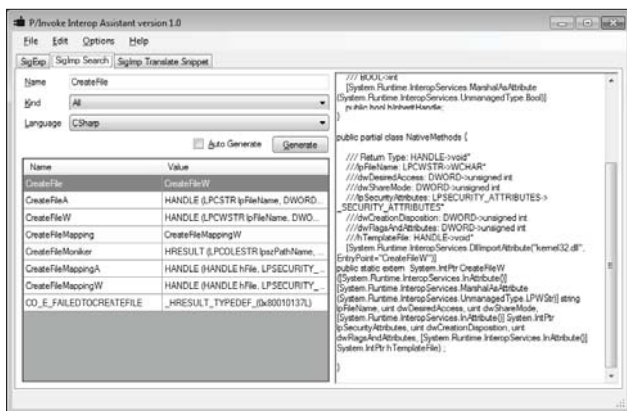 P/Invoke Interop Assistant version 1.0
File Edit Options Help
SigExp SigImp Search SigImp Translate Snippet
Name CreateFile
Kind All
Language CSharp
Auto Generate Generate
Name Value
CreateFile CreateFileW
CreateFileA HANDLE (LPCSTR lpFileName, DWORD...
CreateFileW HANDLE (LPCWSTR lpFileName, DWO...
CreateFileMapping CreateFileMappingW
CreateFileMoniker HRESULT (LPCOLESTR lpszPathName, ...
CreateFileMappingA HANDLE (HANDLE hFile, LPSECURITY_...
CreateFileMappingW HANDLE (HANDLE hFile, LPSECURITY_...
CO_E_FAILEDTOCREATEFILE _HRESULT_TYPEDEF_(0x80010137L)
/// BOOL->int
[System.Runtime.InteropServices.MarshalAsAttribute
(System.Runtime.InteropServices.UnmanagedType.Bool)]
public bool bInheritHandle;
}
public partial class NativeMethods {
/// Return Type: HANDLE->void*
///lpFileName: LPCWSTR->WCHAR*
///dwDesiredAccess: DWORD->unsigned int
///dwShareMode: DWORD->unsigned int
///lpSecurityAttributes: LPSECURITY_ATTRIBUTES->
_SECURITY_ATTRIBUTES*
///dwCreationDisposition: DWORD->unsigned int
///dwFlagsAndAttributes: DWORD->unsigned int
///hTemplateFile: HANDLE->void*
[System.Runtime.InteropServices.DllImportAttribute("kernel32.dll",
EntryPoint="CreateFileW")]
public static extern System.IntPtr CreateFileW
([System.Runtime.InteropServices.InAttribute()]
[System.Runtime.InteropServices.MarshalAsAttribute
(System.Runtime.InteropServices.UnmanagedType.LPWStr)] string
lpFileName, uint dwDesiredAccess, uint dwShareMode,
[System.Runtime.InteropServices.InAttribute()] System.IntPtr
lpSecurityAttributes, uint dwCreationDisposition, uint
dwFlagsAndAttributes, [System.Runtime.InteropServices.InAttribute()]
System.IntPtr hTemplateFile) ;
}